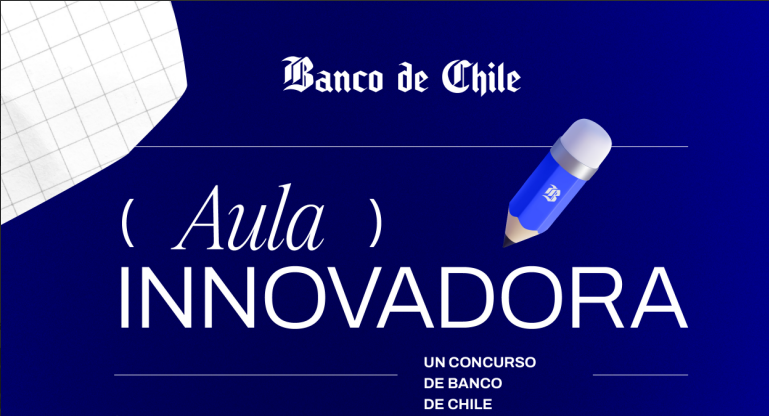 Banco de Chile
( Aula )
B
INNOVADORA
UN CONCURSO
DE BANCO
DE CHILE